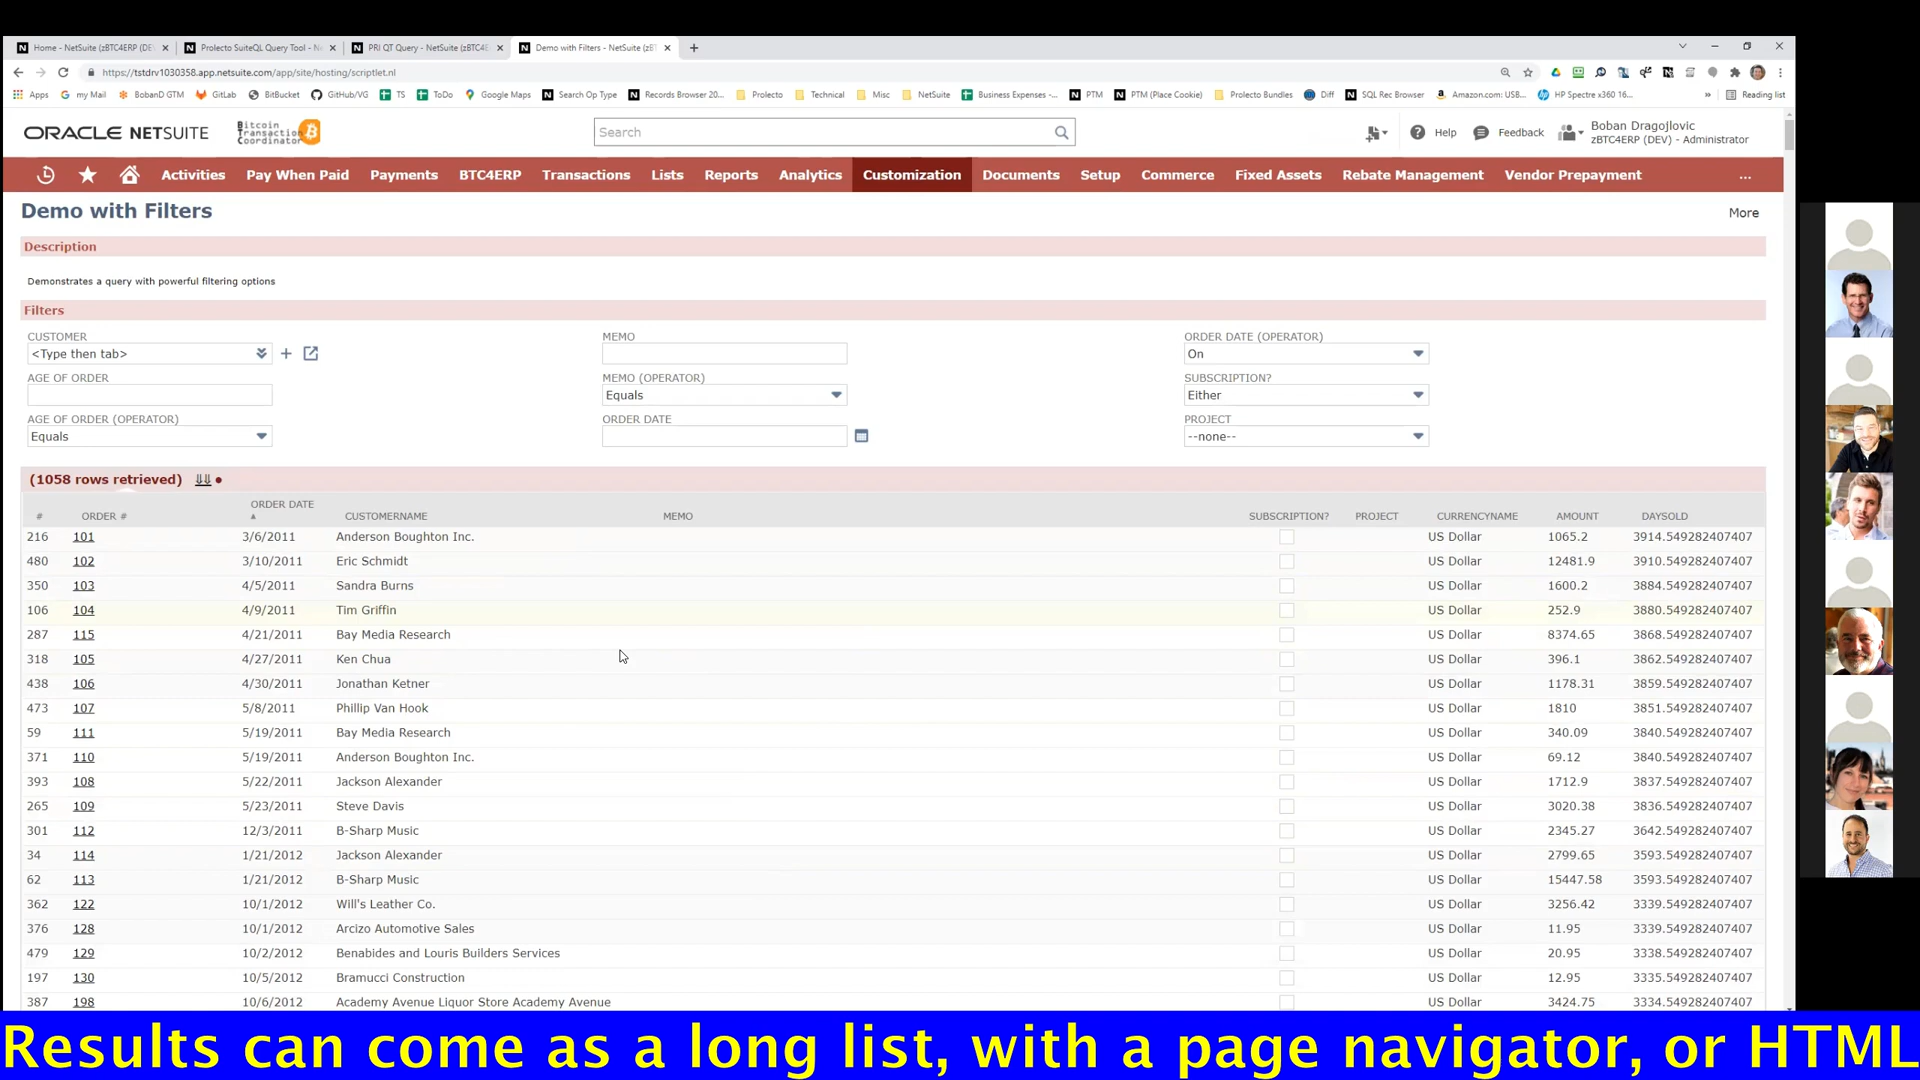 Home - NetSuite (zBTC4ERP (DE
Prolecto SuiteQL Query Tool - Ne
PRI QT Query - NetSuite (zBTC4E
Demo with Filters - NetSuite (zBT
https://tstdrv1030358.app.netsuite.com/app/site/hosting/scriptlet.nl
Apps my Mail BobanD GTM GitLab BitBucket GitHub/VG TS ToDo Google Maps Search Op Type Records Browser 20... Prolecto Technical Misc NetSuite Business Expenses -... PTM PTM (Place Cookie) Prolecto Bundles Diff SQL Rec Browser Amazon.com: USB... HP Spectre x360 16... » Reading list
ORACLE NETSUITE
Bitcoin
Transaction
Coordinator
Search
Help
Feedback
Boban Dragojlovic
zBTC4ERP (DEV) - Administrator
Activities Pay When Paid Payments BTC4ERP Transactions Lists Reports Analytics Customization Documents Setup Commerce Fixed Assets Rebate Management Vendor Prepayment ...
Demo with Filters
More
Description
Demonstrates a query with powerful filtering options
Filters
CUSTOMER MEMO ORDER DATE (OPERATOR)
<Type then tab> On
AGE OF ORDER MEMO (OPERATOR) SUBSCRIPTION?
Equals Either
AGE OF ORDER (OPERATOR) ORDER DATE PROJECT
Equals --none--
(1058 rows retrieved)
# ORDER # ORDER DATE CUSTOMERNAME MEMO SUBSCRIPTION? PROJECT CURRENCYNAME AMOUNT DAYSOLD
216 101 3/6/2011 Anderson Boughton Inc. US Dollar 1065.2 3914.549282407407
480 102 3/10/2011 Eric Schmidt US Dollar 12481.9 3910.549282407407
350 103 4/5/2011 Sandra Burns US Dollar 1600.2 3884.549282407407
106 104 4/9/2011 Tim Griffin US Dollar 252.9 3880.549282407407
287 115 4/21/2011 Bay Media Research US Dollar 8374.65 3868.549282407407
318 105 4/27/2011 Ken Chua US Dollar 396.1 3862.549282407407
438 106 4/30/2011 Jonathan Ketner US Dollar 1178.31 3859.549282407407
473 107 5/8/2011 Phillip Van Hook US Dollar 1810 3851.549282407407
59 111 5/19/2011 Bay Media Research US Dollar 340.09 3840.549282407407
371 110 5/19/2011 Anderson Boughton Inc. US Dollar 69.12 3840.549282407407
393 108 5/22/2011 Jackson Alexander US Dollar 1712.9 3837.549282407407
265 109 5/23/2011 Steve Davis US Dollar 3020.38 3836.549282407407
301 112 12/3/2011 B-Sharp Music US Dollar 2345.27 3642.549282407407
34 114 1/21/2012 Jackson Alexander US Dollar 2799.65 3593.549282407407
62 113 1/21/2012 B-Sharp Music US Dollar 15447.58 3593.549282407407
362 122 10/1/2012 Will's Leather Co. US Dollar 3256.42 3339.549282407407
376 128 10/1/2012 Arcizo Automotive Sales US Dollar 11.95 3339.549282407407
479 129 10/2/2012 Benabides and Louris Builders Services US Dollar 20.95 3338.549282407407
197 130 10/5/2012 Bramucci Construction US Dollar 12.95 3335.549282407407
387 198 10/6/2012 Academy Avenue Liquor Store Academy Avenue US Dollar 3424.75 3334.549282407407
Results can come as a long list, with a page navigator, or HTML